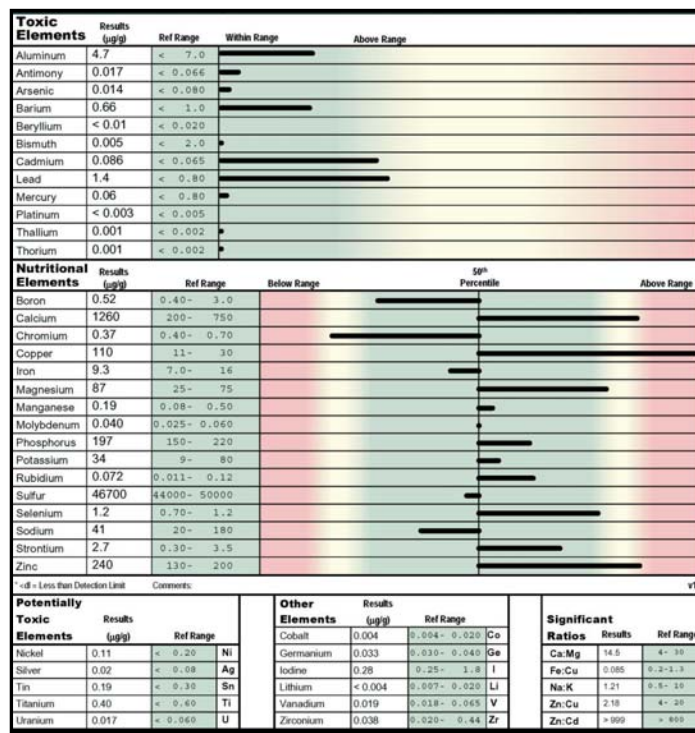 Toxic Elements Results (µg/g) Ref Range Within Range Above Range
Aluminum 4.7 < 7.0
Antimony 0.017 < 0.066
Arsenic 0.014 < 0.080
Barium 0.66 < 1.0
Beryllium < 0.01 < 0.020
Bismuth 0.005 < 2.0
Cadmium 0.086 < 0.065
Lead 1.4 < 0.80
Mercury 0.06 < 0.80
Platinum < 0.003 < 0.005
Thallium 0.001 < 0.002
Thorium 0.001 < 0.002
Nutritional Elements Results (µg/g) Ref Range Below Range 50th Percentile Above Range
Boron 0.52 0.40- 3.0
Calcium 1260 200- 750
Chromium 0.37 0.40- 0.70
Copper 110 11- 30
Iron 9.3 7.0- 16
Magnesium 87 25- 75
Manganese 0.19 0.08- 0.50
Molybdenum 0.040 0.025- 0.060
Phosphorus 197 150- 220
Potassium 34 9- 80
Rubidium 0.072 0.011- 0.12
Sulfur 46700 44000- 50000
Selenium 1.2 0.70- 1.2
Sodium 41 20- 180
Strontium 2.7 0.30- 3.5
Zinc 240 130- 200
* <dl = Less than Detection Limit Comments: v1
Potentially Toxic Elements Results (µg/g) Ref Range
Nickel 0.11 < 0.20 Ni
Silver 0.02 < 0.08 Ag
Tin 0.19 < 0.30 Sn
Titanium 0.40 < 0.60 Ti
Uranium 0.017 < 0.060 U
Other Elements Results (µg/g) Ref Range
Cobalt 0.004 0.004- 0.020 Co
Germanium 0.033 0.030- 0.040 Ge
Iodine 0.28 0.25- 1.8 I
Lithium < 0.004 0.007- 0.020 Li
Vanadium 0.019 0.018- 0.065 V
Zirconium 0.038 0.020- 0.44 Zr
Significant Ratios Results Ref Range
Ca:Mg 14.5 4- 30
Fe:Cu 0.085 0.2-1.3
Na:K 1.21 0.5- 10
Zn:Cu 2.18 4- 20
Zn:Cd > 999 > 800